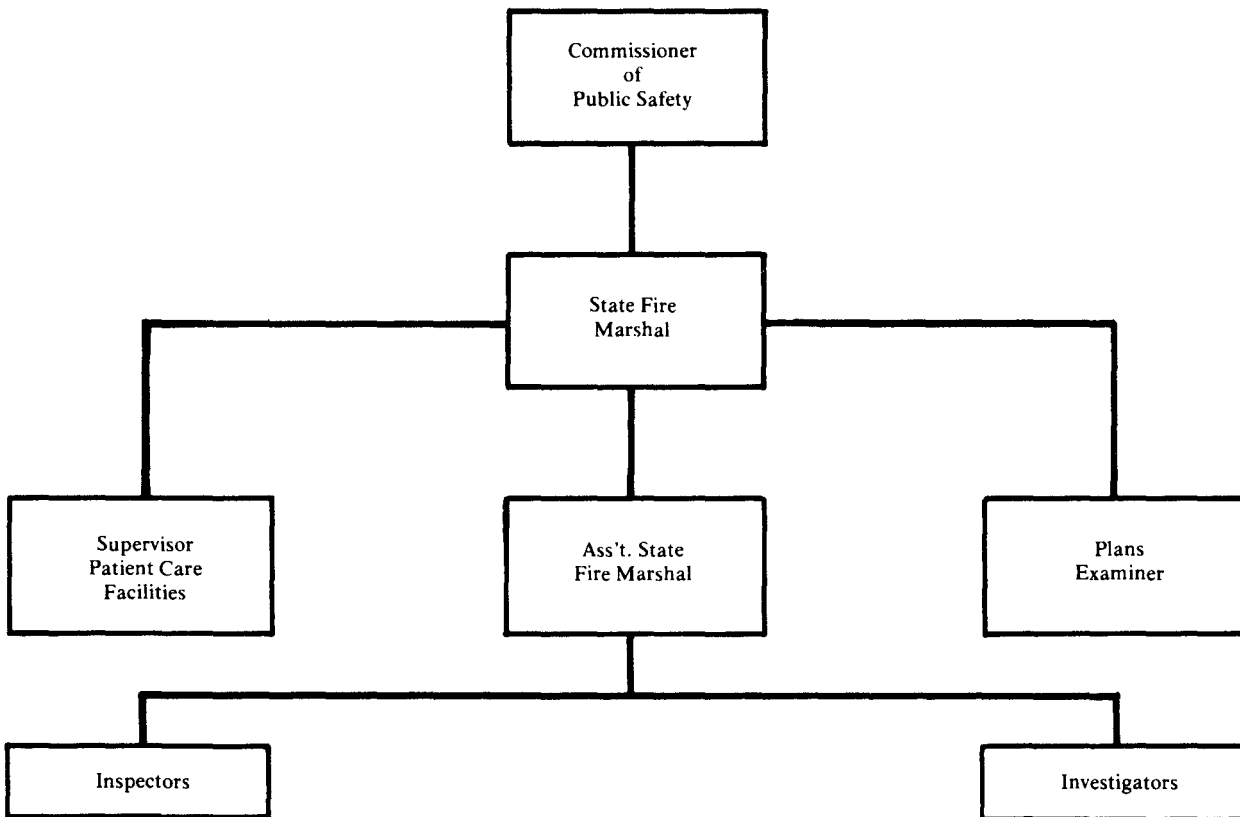 Commissioner
of
Public Safety
State Fire
Marshal
Supervisor
Patient Care
Facilities
Ass't. State
Fire Marshal
Plans
Examiner
Inspectors
Investigators